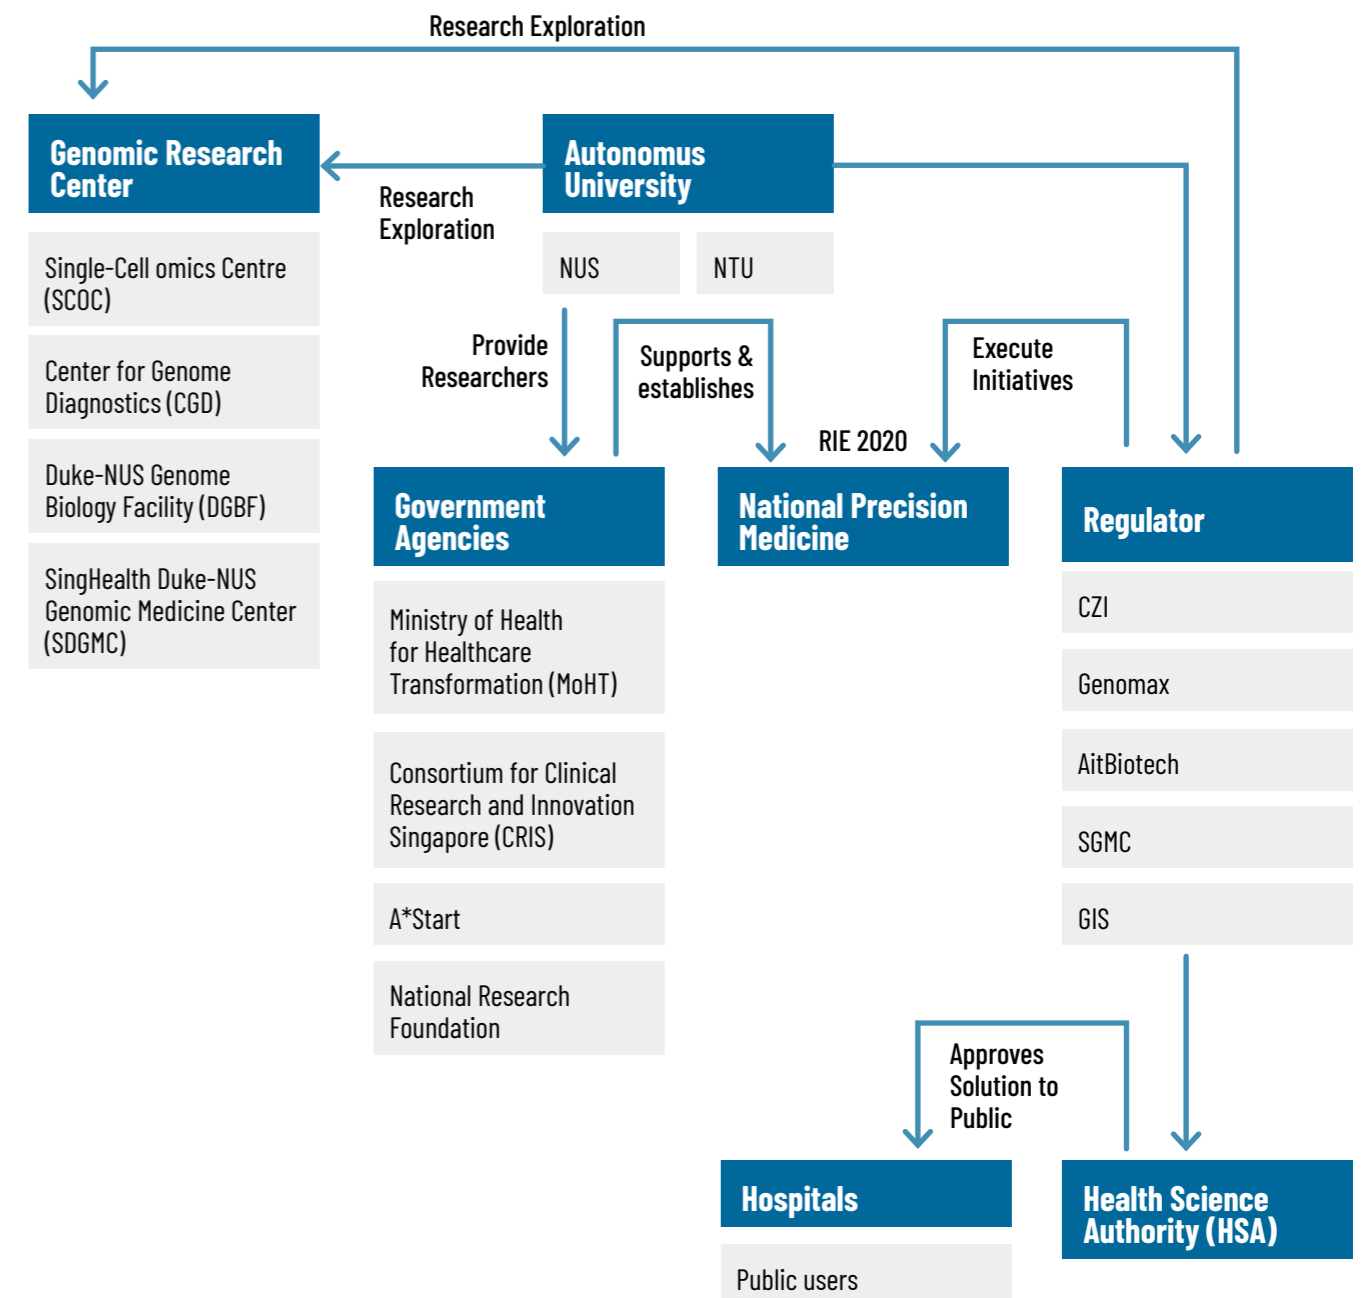 Research Exploration
Genomic Research
Center
Single-Cell omics Centre
(SCOC)
Center for Genome
Diagnostics (CGD)
Duke-NUS Genome
Biology Facility (DGBF)
SingHealth Duke-NUS
Genomic Medicine Center
(SDGMC)
Research
Exploration
Autonomus
University
NUS
NTU
Provide
Researchers
Supports &
establishes
Execute
Initiatives
RIE 2020
Government
Agencies
Ministry of Health
for Healthcare
Transformation (MoHT)
Consortium for Clinical
Research and Innovation
Singapore (CRIS)
A*Start
National Research
Foundation
National Precision
Medicine
Regulator
CZI
Genomax
AitBiotech
SGMC
GIS
Approves
Solution to
Public
Hospitals
Public users
Health Science
Authority (HSA)